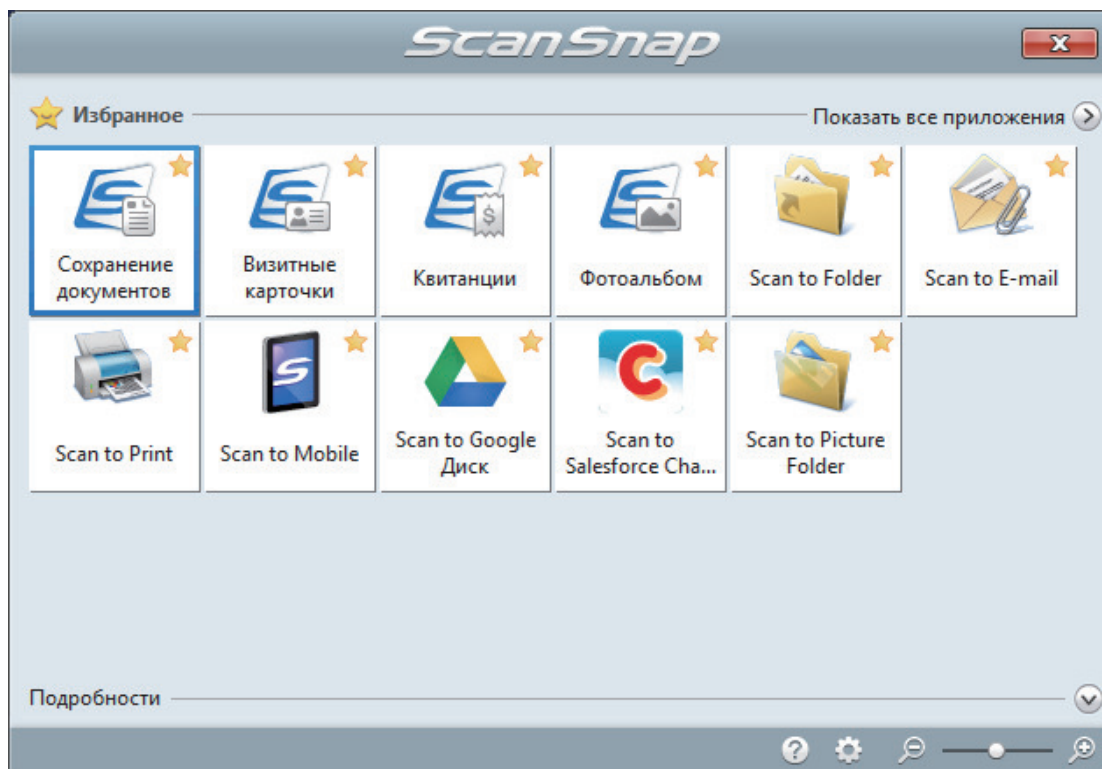 ScanSnap
Избранное
Показать все приложения
Сохранение
документов
Визитные
карточки
Квитанции
Фотоальбом
Scan to Folder
Scan to E-mail
Scan to Print
Scan to Mobile
Scan to Google
Диск
Scan to
Salesforce Cha...
Scan to Picture
Folder
Подробности